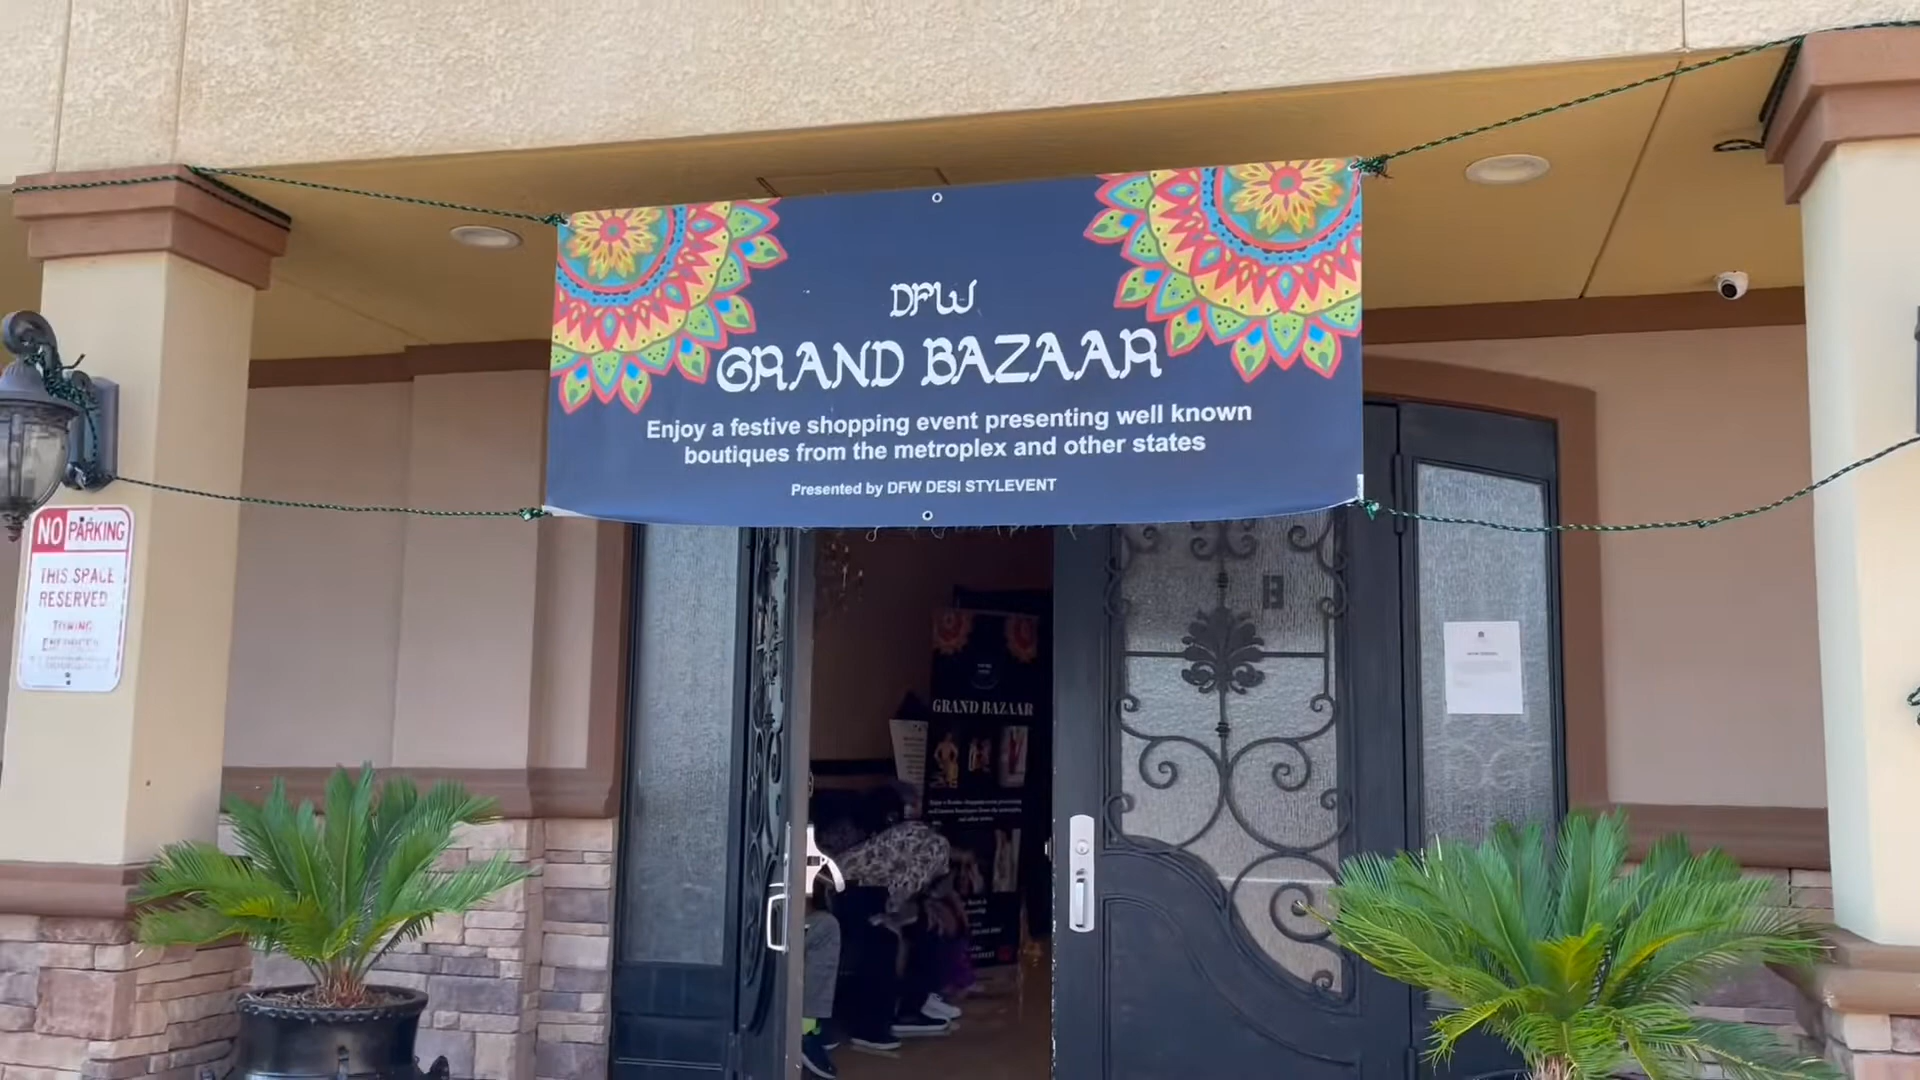 DFW
GRAND BAZAAR
Enjoy a festive shopping event presenting well known
boutiques from the metroplex and other states
Presented by DFW DESI STYLEVENT
NO PARKING
THIS SPACE
RESERVED
TOWING
GRAND BAZAAR